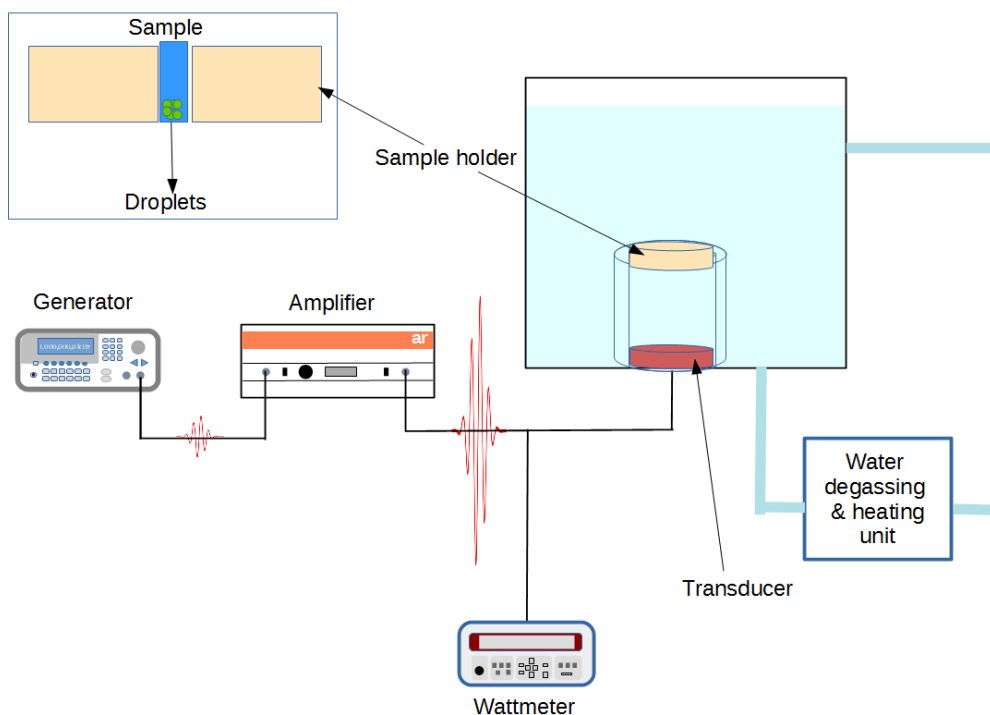 Sample
Sample holder
Droplets
Generator
Amplifier
ar
Water
degassing
& heating
unit
Transducer
Wattmeter